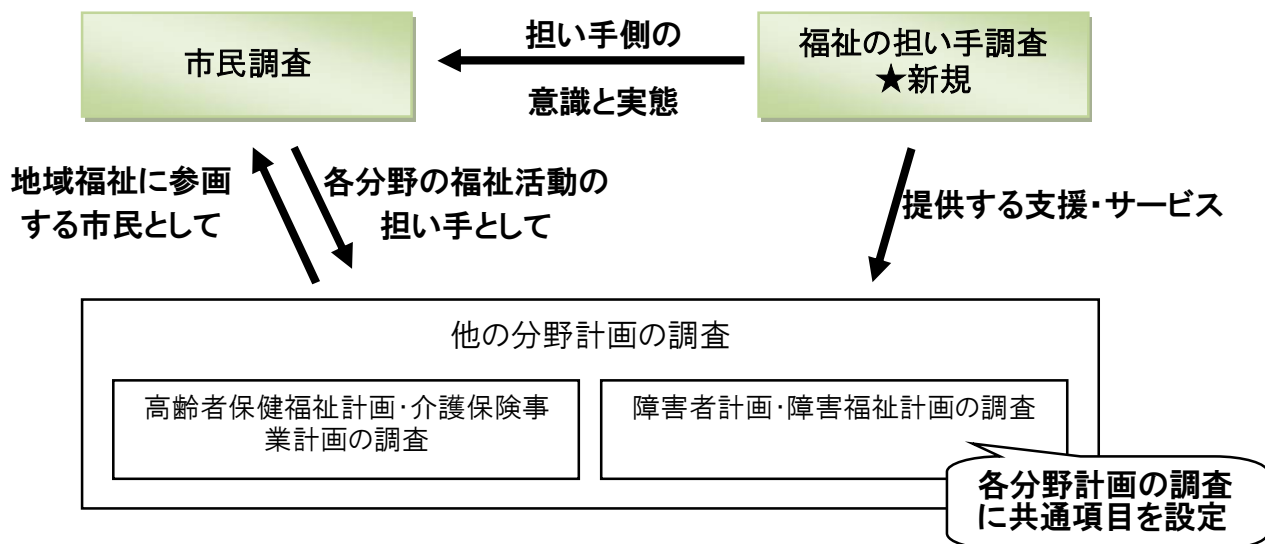 市民調査
担い手側の
意識と実態
福祉の担い手調査
★新規
地域福祉に参画
する市民として
各分野の福祉活動の
担い手として
提供する支援・サービス
他の分野計画の調査
高齢者保健福祉計画・介護保険事
業計画の調査
障害者計画・障害福祉計画の調査
各分野計画の調査
に共通項目を設定